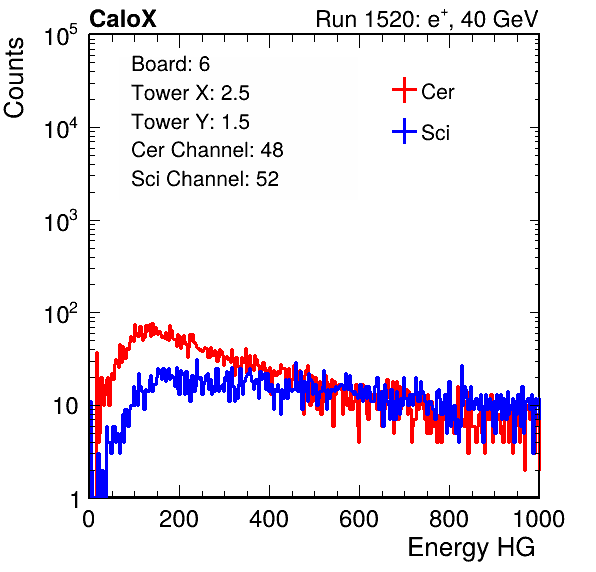 CaloX Run 1520: e⁺, 40 GeV
Counts
Board: 6
Tower X: 2.5
Tower Y: 1.5
Cer Channel: 48
Sci Channel: 52
Cer
Sci
10⁵
10⁴
10³
10²
10
1
0 200 400 600 800 1000
Energy HG